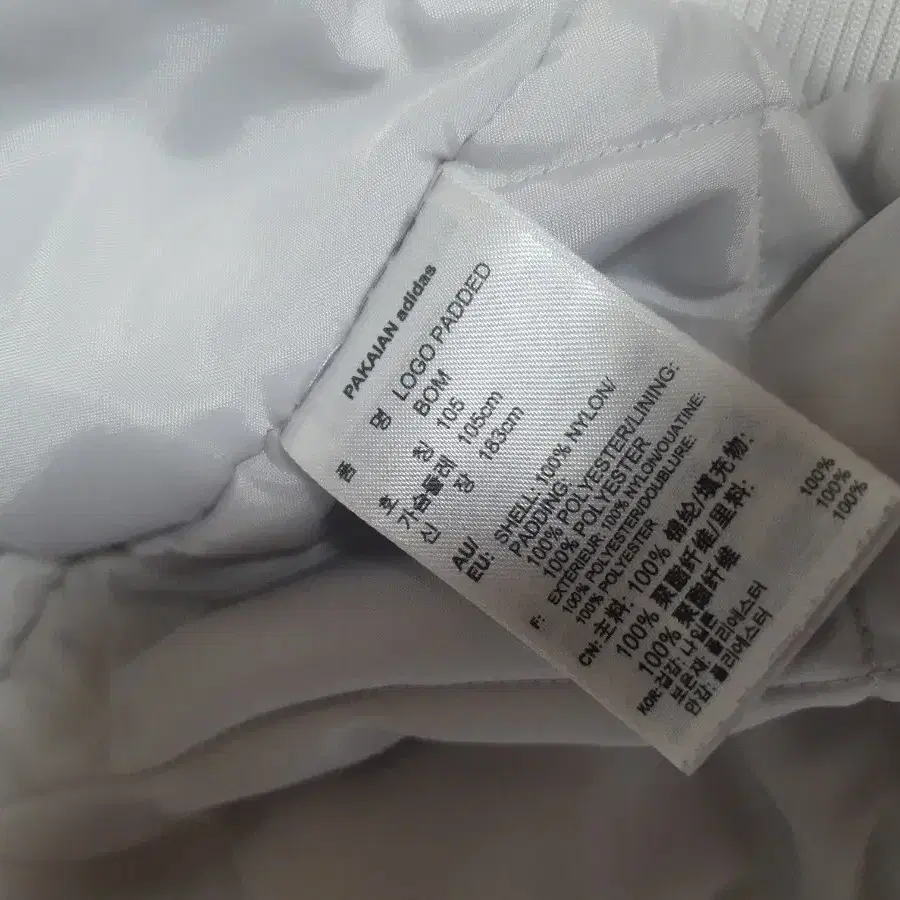 PAKAIAN adidas
품 명 LOGO PADDED
BOM
호 칭 105
가슴둘레 105cm
신 장 183cm
AU/
EU: SHELL: 100% NYLON/
PADDING
100% POLYESTER/LINING:
100% POLYESTER
F: EXTERIEUR: 100% NYLON/OUATINE:
100% POLYESTER/DOUBLURE:
100% POLYESTER
CN: 主料: 100% 锦纶/填充物:
100% 聚酯纤维/里料:
100% 聚酯纤维
KOR: 겉감: 나일론 100%
보온재: 폴리에스터 100%
안감: 폴리에스터 100%